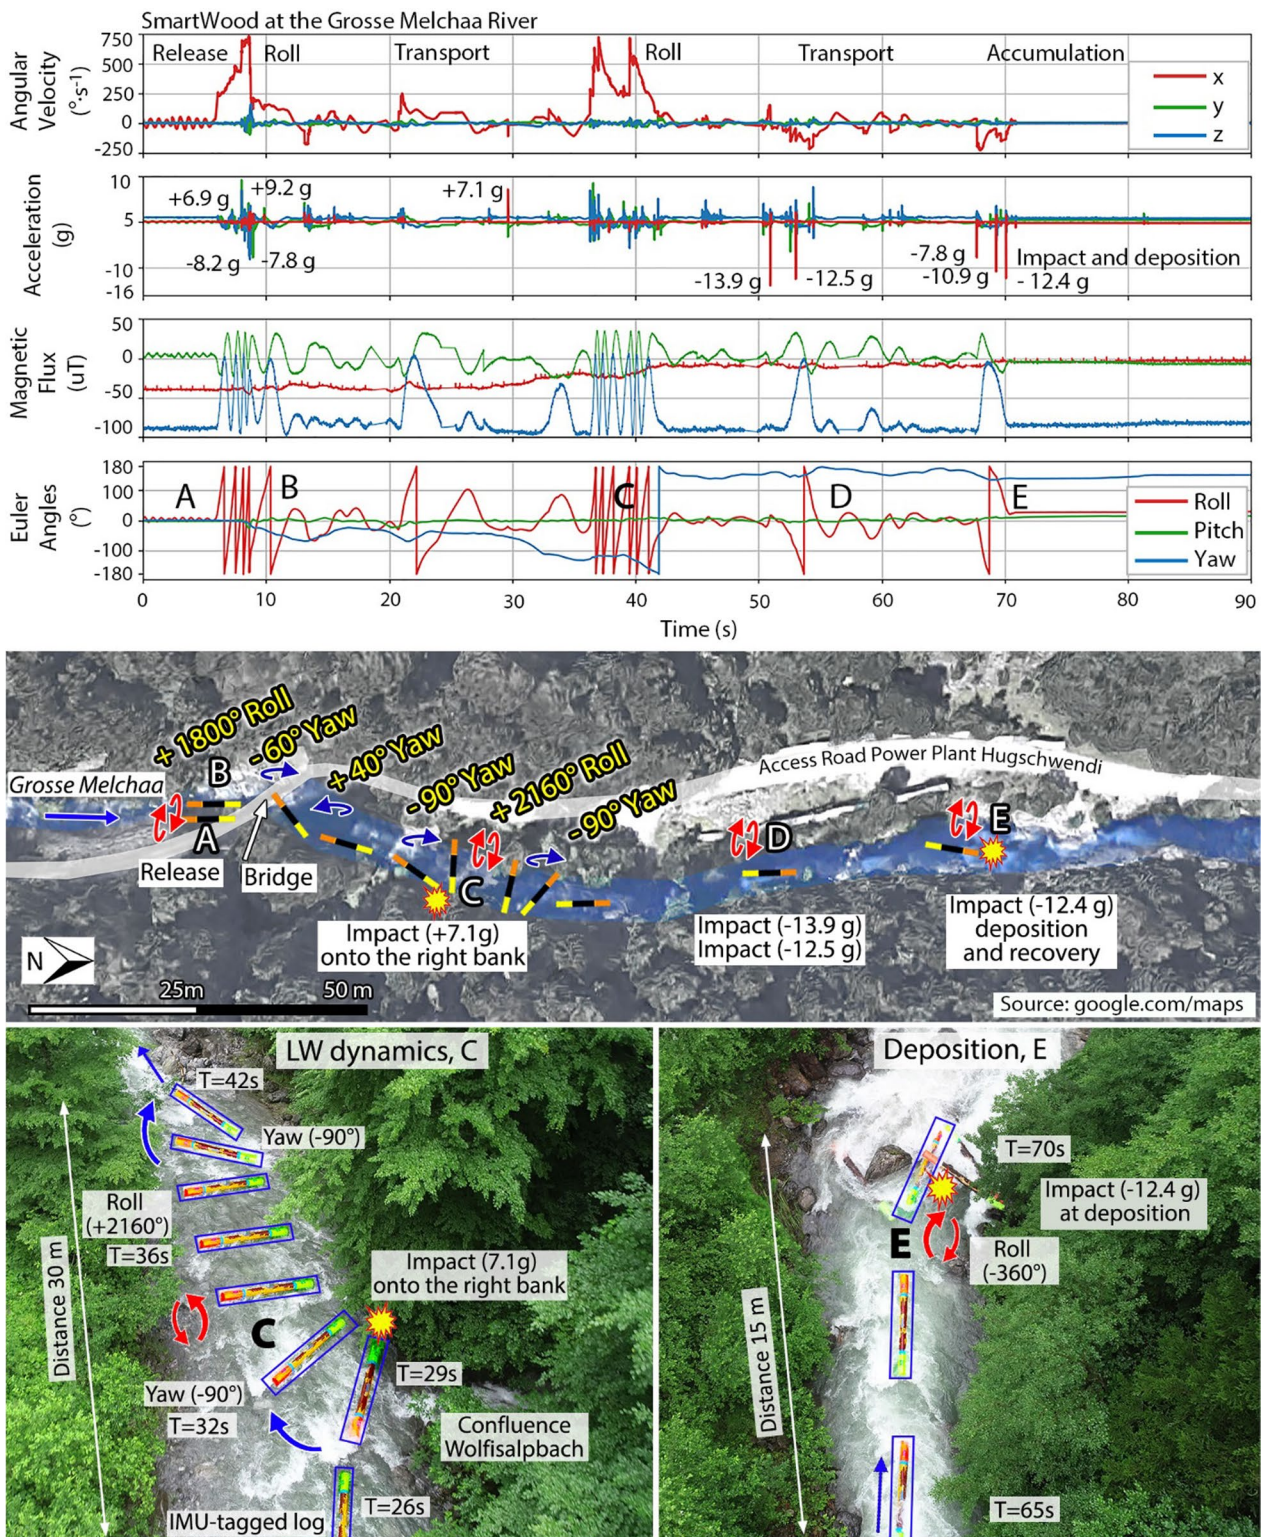 SmartWood at the Grosse Melchaa River
Angular
Velocity
(°·s⁻¹)
750
500
250
0
-250
Release
Roll
Transport
Roll
Transport
Accumulation
x
y
z
Acceleration
(g)
10
5
-10
-16
+6.9 g
+9.2 g
-8.2 g
-7.8 g
+7.1 g
-13.9 g
-12.5 g
-7.8 g
-10.9 g
Impact and deposition
- 12.4 g
Magnetic
Flux
(uT)
50
0
-50
-100
Euler
Angles
(°)
180
100
0
-100
-180
A
B
C
D
E
Roll
Pitch
Yaw
0 10 20 30 40 50 60 70 80 90
Time (s)
+ 1800° Roll
- 60° Yaw
+ 40° Yaw
- 90° Yaw
+ 2160° Roll
- 90° Yaw
Access Road Power Plant Hugschwendi
Grosse Melchaa
B
A
Release
Bridge
C
D
E
Impact (+7.1g)
onto the right bank
Impact (-13.9 g)
Impact (-12.5 g)
Impact (-12.4 g)
deposition
and recovery
N
25m
50 m
Source: google.com/maps
LW dynamics, C
T=42s
Yaw (-90°)
Roll
(+2160°)
T=36s
Distance 30 m
Impact (7.1g)
onto the right bank
C
T=29s
Yaw (-90°)
T=32s
Confluence
Wolfisalpbach
T=26s
IMU-tagged log
Deposition, E
T=70s
Impact (-12.4 g)
at deposition
E
Roll
(-360°)
Distance 15 m
T=65s